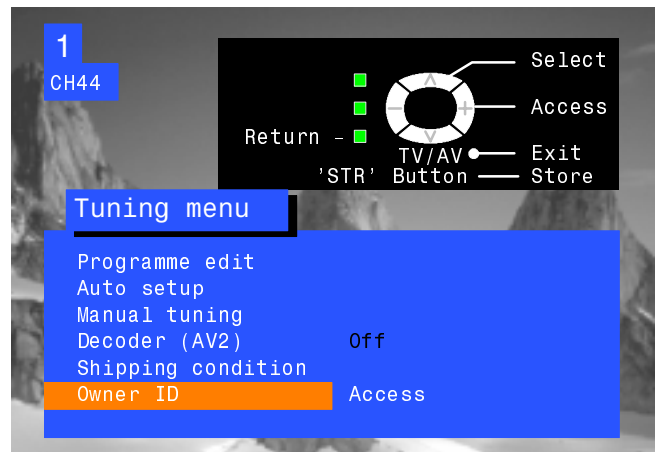 1
CH44
Select
Access
Return –
TV/AV Exit
'STR' Button Store
Tuning menu
Programme edit
Auto setup
Manual tuning
Decoder (AV2) Off
Shipping condition
Owner ID Access